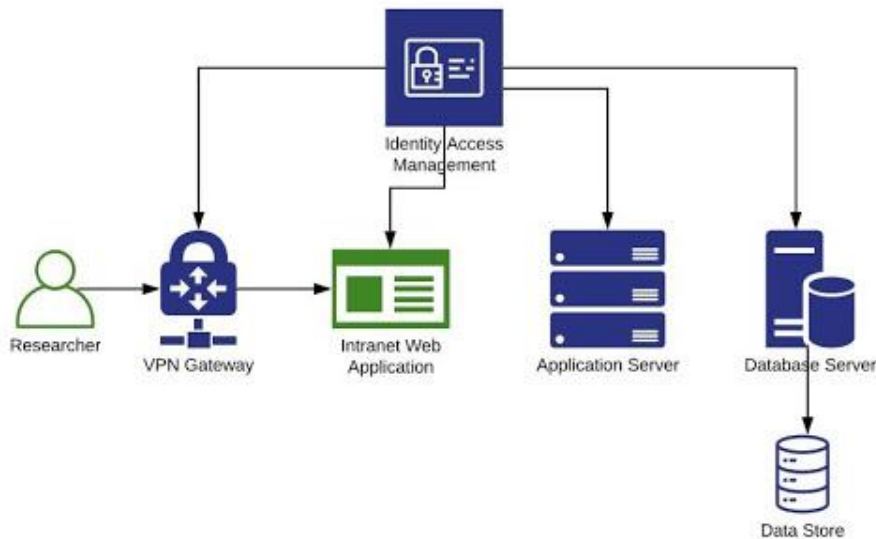 Identity Access
Management
Researcher
VPN Gateway
Intranet Web
Application
Application Server
Database Server
Data Store